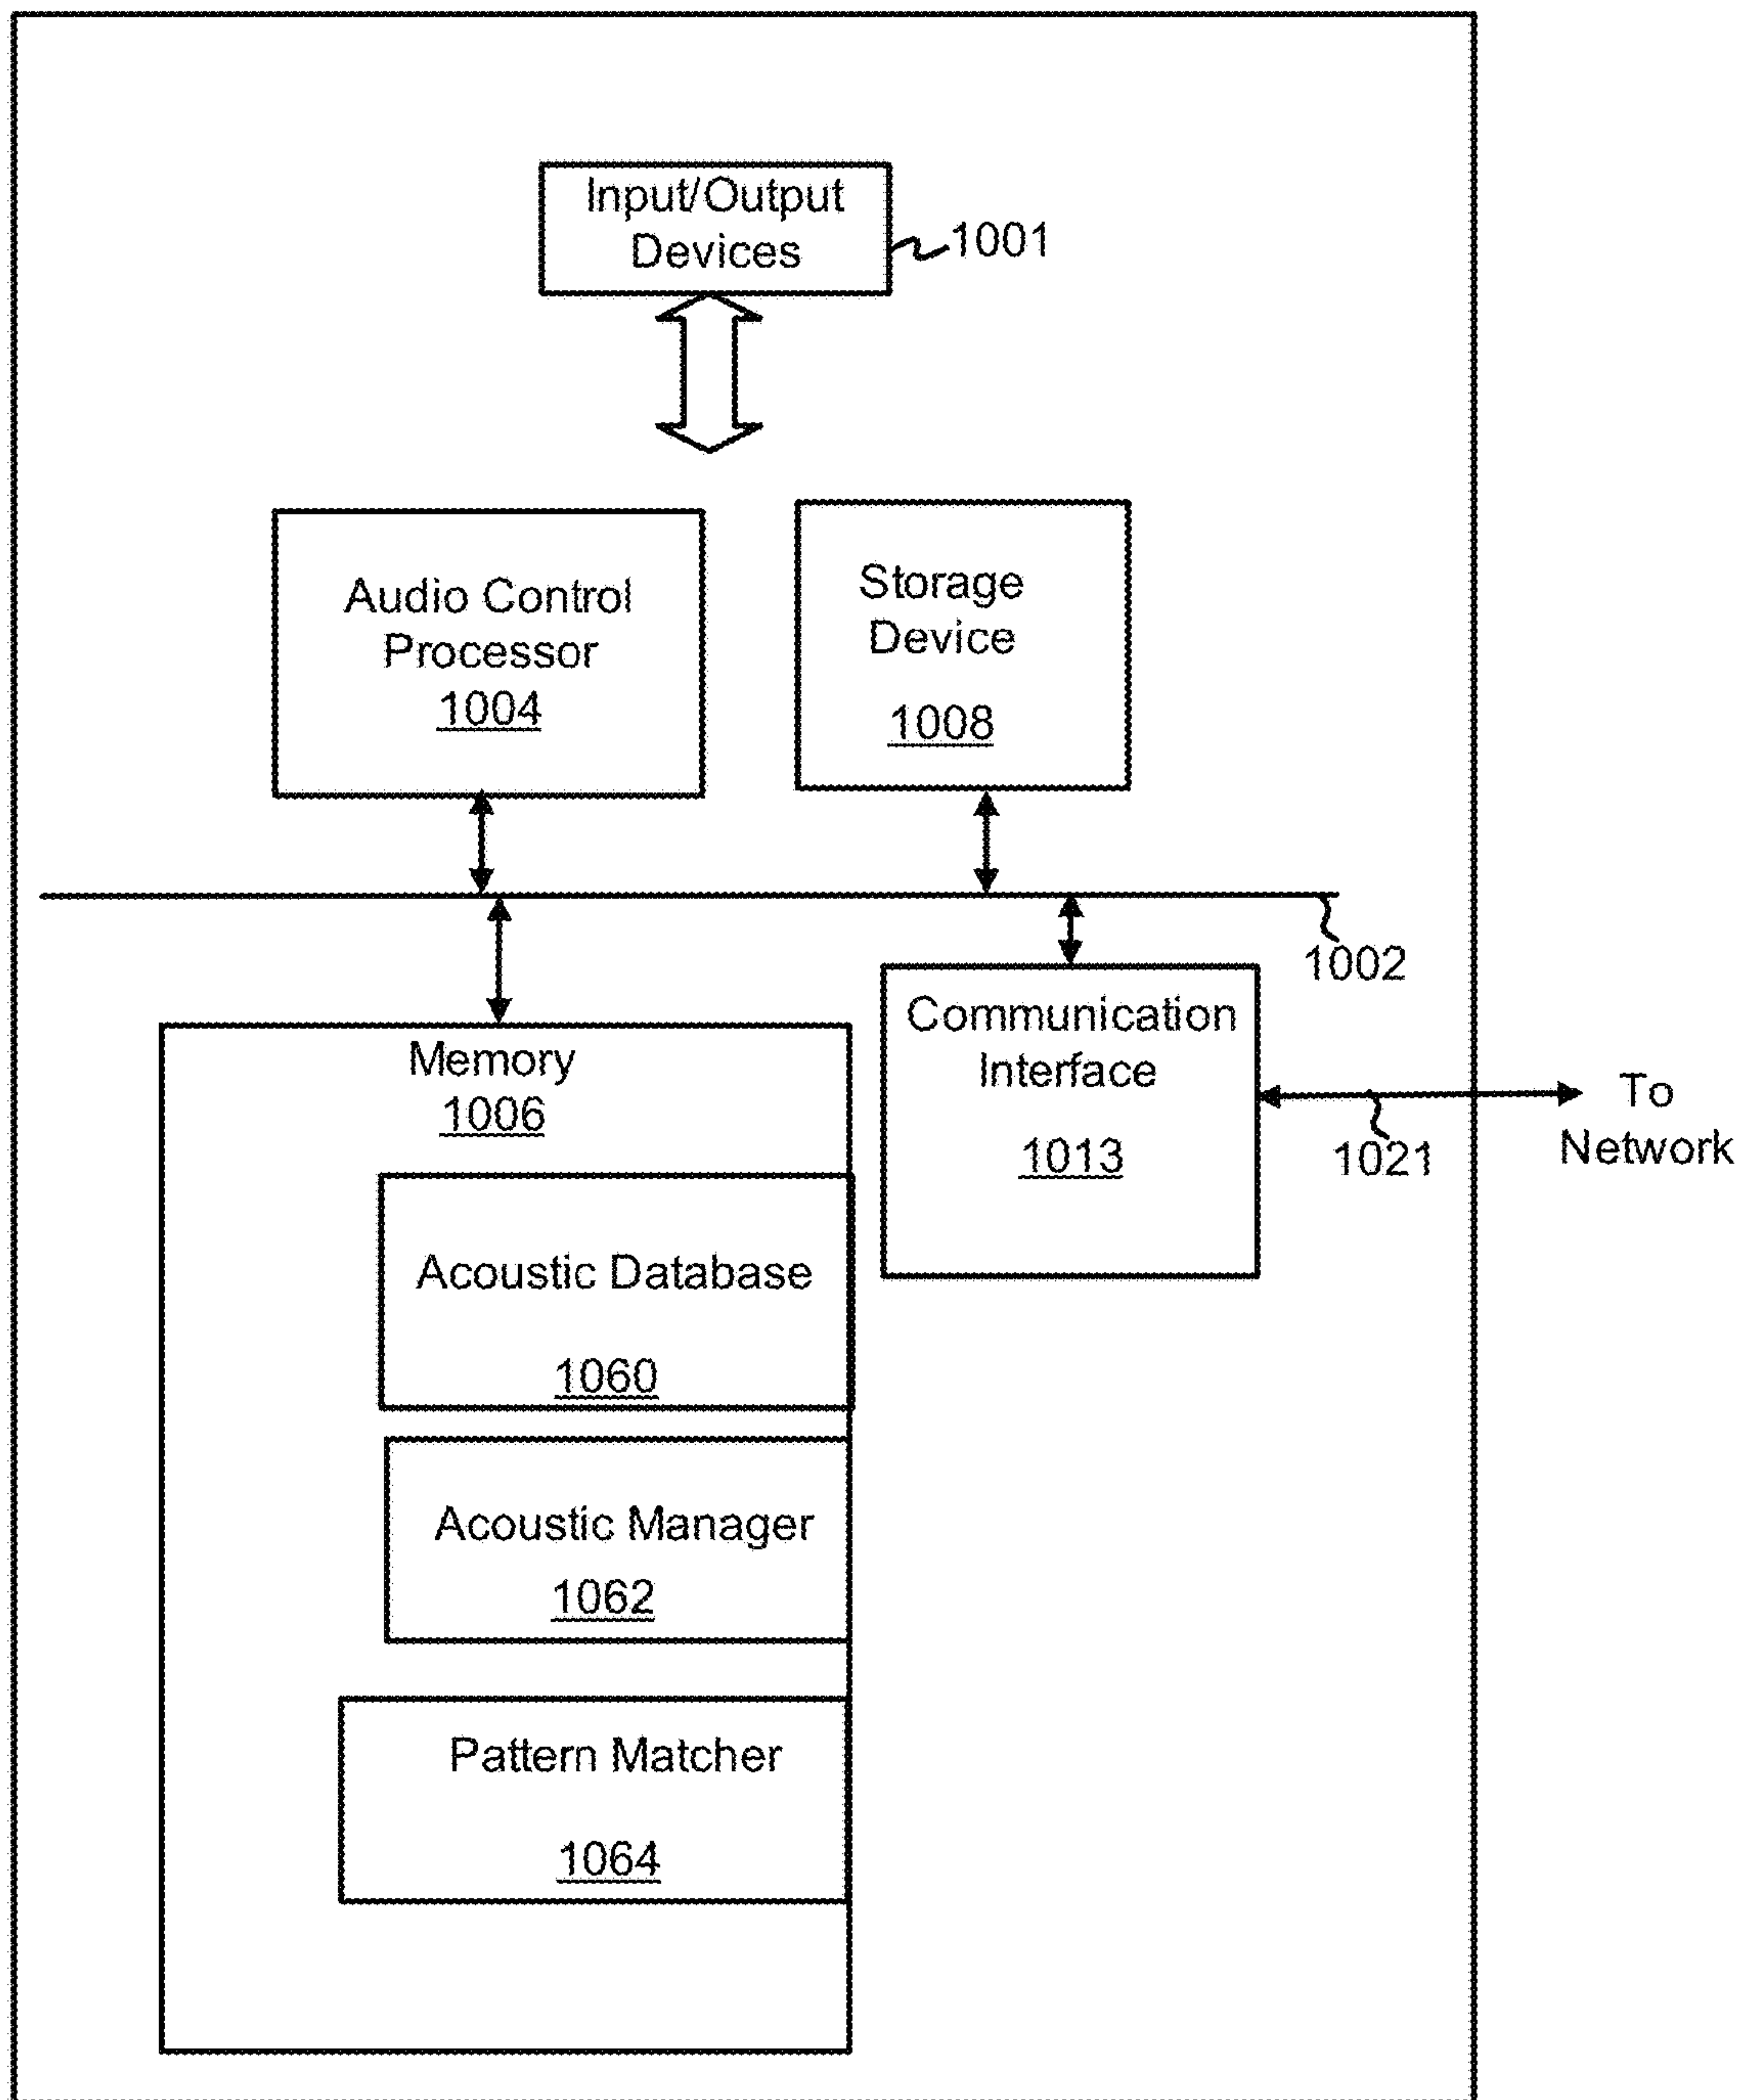 Input/Output
Devices
1001
Audio Control
Processor
1004
Storage
Device
1008
1002
Memory
1006
Communication
Interface
1013
1021
To
Network
Acoustic Database
1060
Acoustic Manager
1062
Pattern Matcher
1064